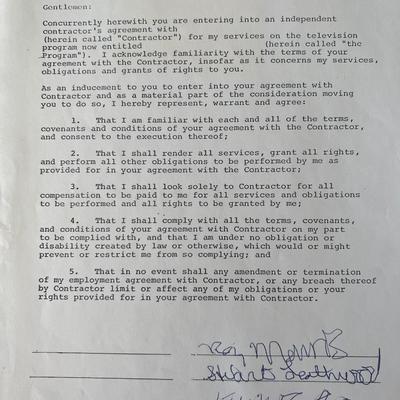 Gentlemen:
Concurrently herewith you are entering into an independent
contractor's agreement with
(herein called "Contractor") for my services on the television
program now entitled (herein called "the
Program"). I acknowledge familiarity with the terms of your
agreement with the Contractor, insofar as it concerns my services,
obligations and grants of rights to you.
As an inducement to you to enter into your agreement with
Contractor and as a material part of the consideration moving
you to do so, I hereby represent, warrant and agree:
1. That I am familiar with each and all of the terms,
covenants and conditions of your agreement with the Contractor,
and consent to the execution thereof;
2. That I shall render all services, grant all rights,
and perform all other obligations to be performed by me as
provided for in your agreement with the Contractor;
3. That I shall look solely to Contractor for all
compensation to be paid to me for all services and obligations
to be performed and all rights to be granted by me;
4. That I shall comply with all the terms, covenants,
and conditions of your agreement with Contractor on my part
to be complied with, and that I am under no obligation or
disability created by law or otherwise, which would or might
prevent or restrict me from so complying; and
5. That in no event shall any amendment or termination
of my employment agreement with Contractor, or any breach thereof
by Contractor limit or affect any of my obligations or your
rights provided for in your agreement with Contractor.
Roy